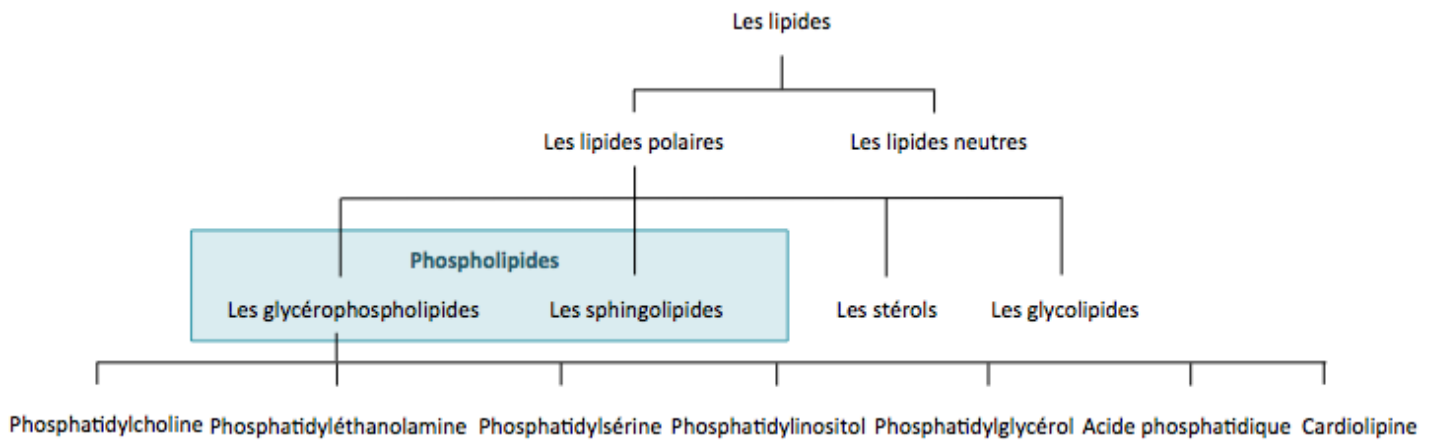 Les lipides
Les lipides polaires Les lipides neutres
Phospholipides
Les glycérophospholipides Les sphingolipides Les stérols Les glycolipides
Phosphatidylcholine Phosphatidyléthanolamine Phosphatidylsérine Phosphatidylinositol Phosphatidylglycérol Acide phosphatidique Cardiolipine